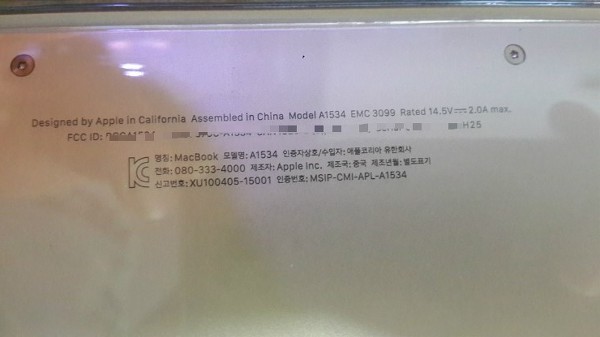 Designed by Apple in California Assembled in China Model A1534 EMC 3099 Rated 14.5V⎓2.0A max.
FCC ID: H25
명칭: MacBook 모델명: A1534 인증자상호/수입자: 애플코리아 유한회사
전화: 080-333-4000 제조자: Apple Inc. 제조국: 중국 제조년월: 별도표기
신고번호: XU100405-15001 인증번호: MSIP-CMI-APL-A1534